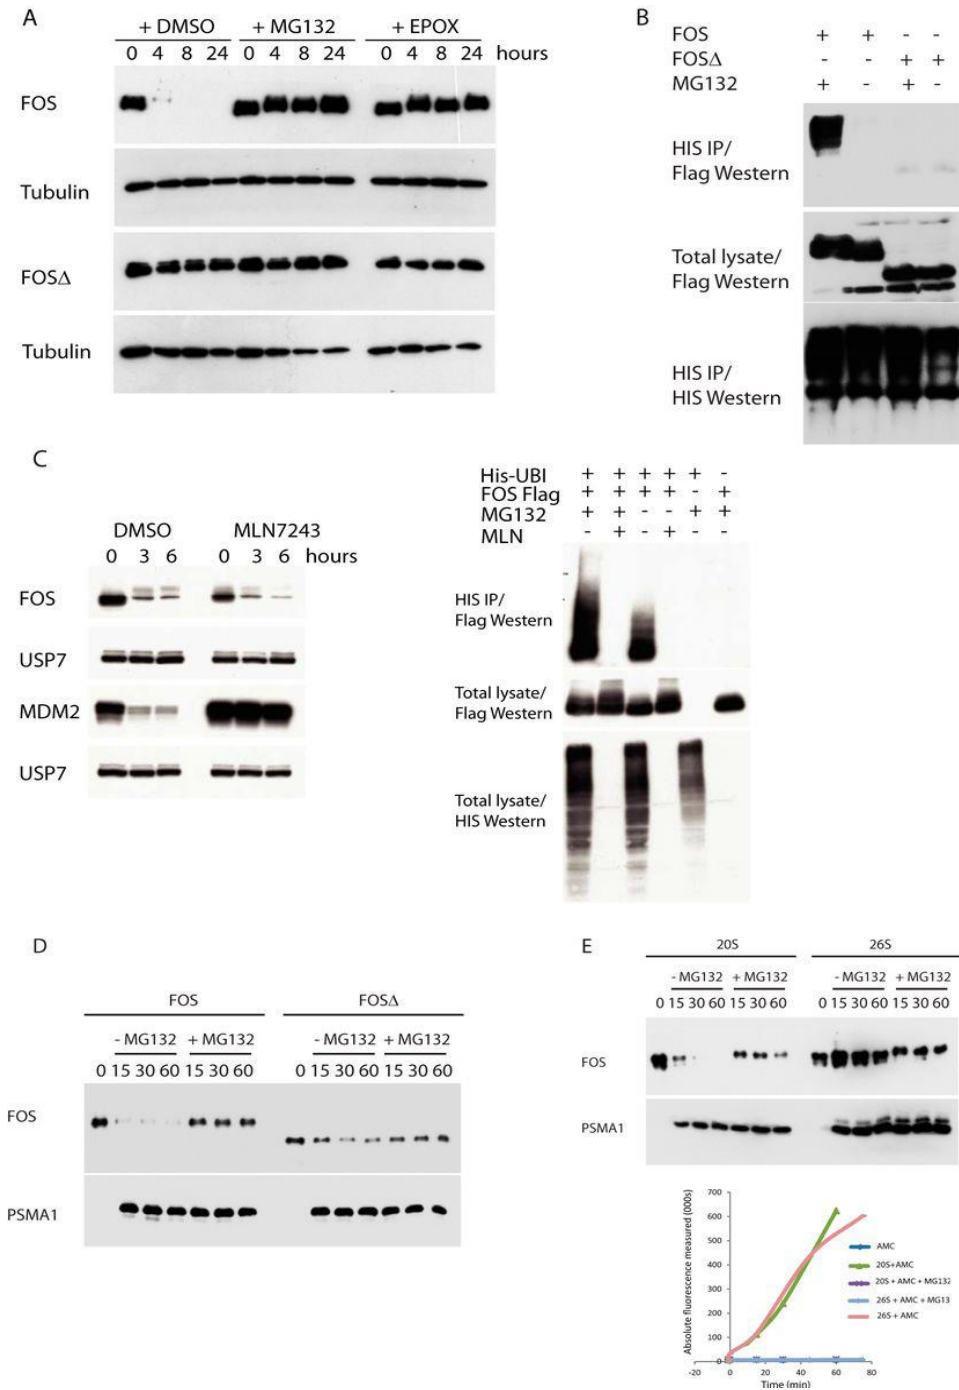 A
+ DMSO + MG132 + EPOX
0 4 8 24 0 4 8 24 0 4 8 24 hours
FOS
Tubulin
FOSΔ
Tubulin
B
FOS + + - -
FOSΔ - - + +
MG132 + - + -
HIS IP/
Flag Western
Total lysate/
Flag Western
HIS IP/
HIS Western
C
DMSO MLN7243
0 3 6 0 3 6 hours
FOS
USP7
MDM2
USP7
His-UBI + + + + + -
FOS Flag + + + + - +
MG132 + + - - + +
MLN - + - + - -
HIS IP/
Flag Western
Total lysate/
Flag Western
Total lysate/
HIS Western
D
FOS FOSΔ
- MG132 + MG132 - MG132 + MG132
0 15 30 60 15 30 60 0 15 30 60 15 30 60
FOS
PSMA1
E
20S 26S
- MG132 + MG132 - MG132 + MG132
0 15 30 60 15 30 60 0 15 30 60 15 30 60
FOS
PSMA1
Absolute fluorescence measured (000s)
700
600
500
400
300
200
100
0
-20 0 20 40 60 80
Time (min)
AMC
20S+AMC
20S + AMC + MG132
26S + AMC + MG13
26S + AMC